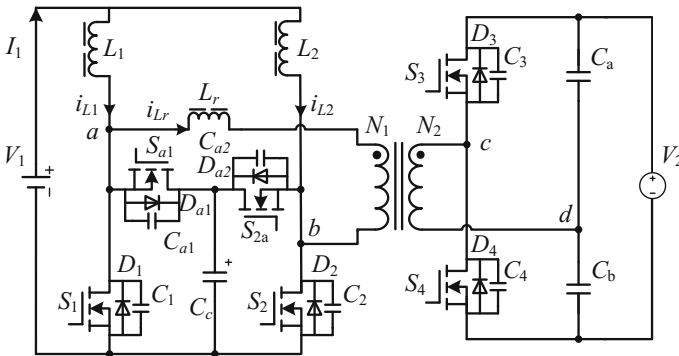 I1 L1 L2 D3
S3 C3 Ca
iL1 iLr Lr iL2
a Ca2 N1 N2 c
Sa1 Da2
V1 + − Da1 V2 + −
S2a b d
Ca1
D1 + D2 D4
S1 C1 Cc S2 C2 S4 C4 Cb